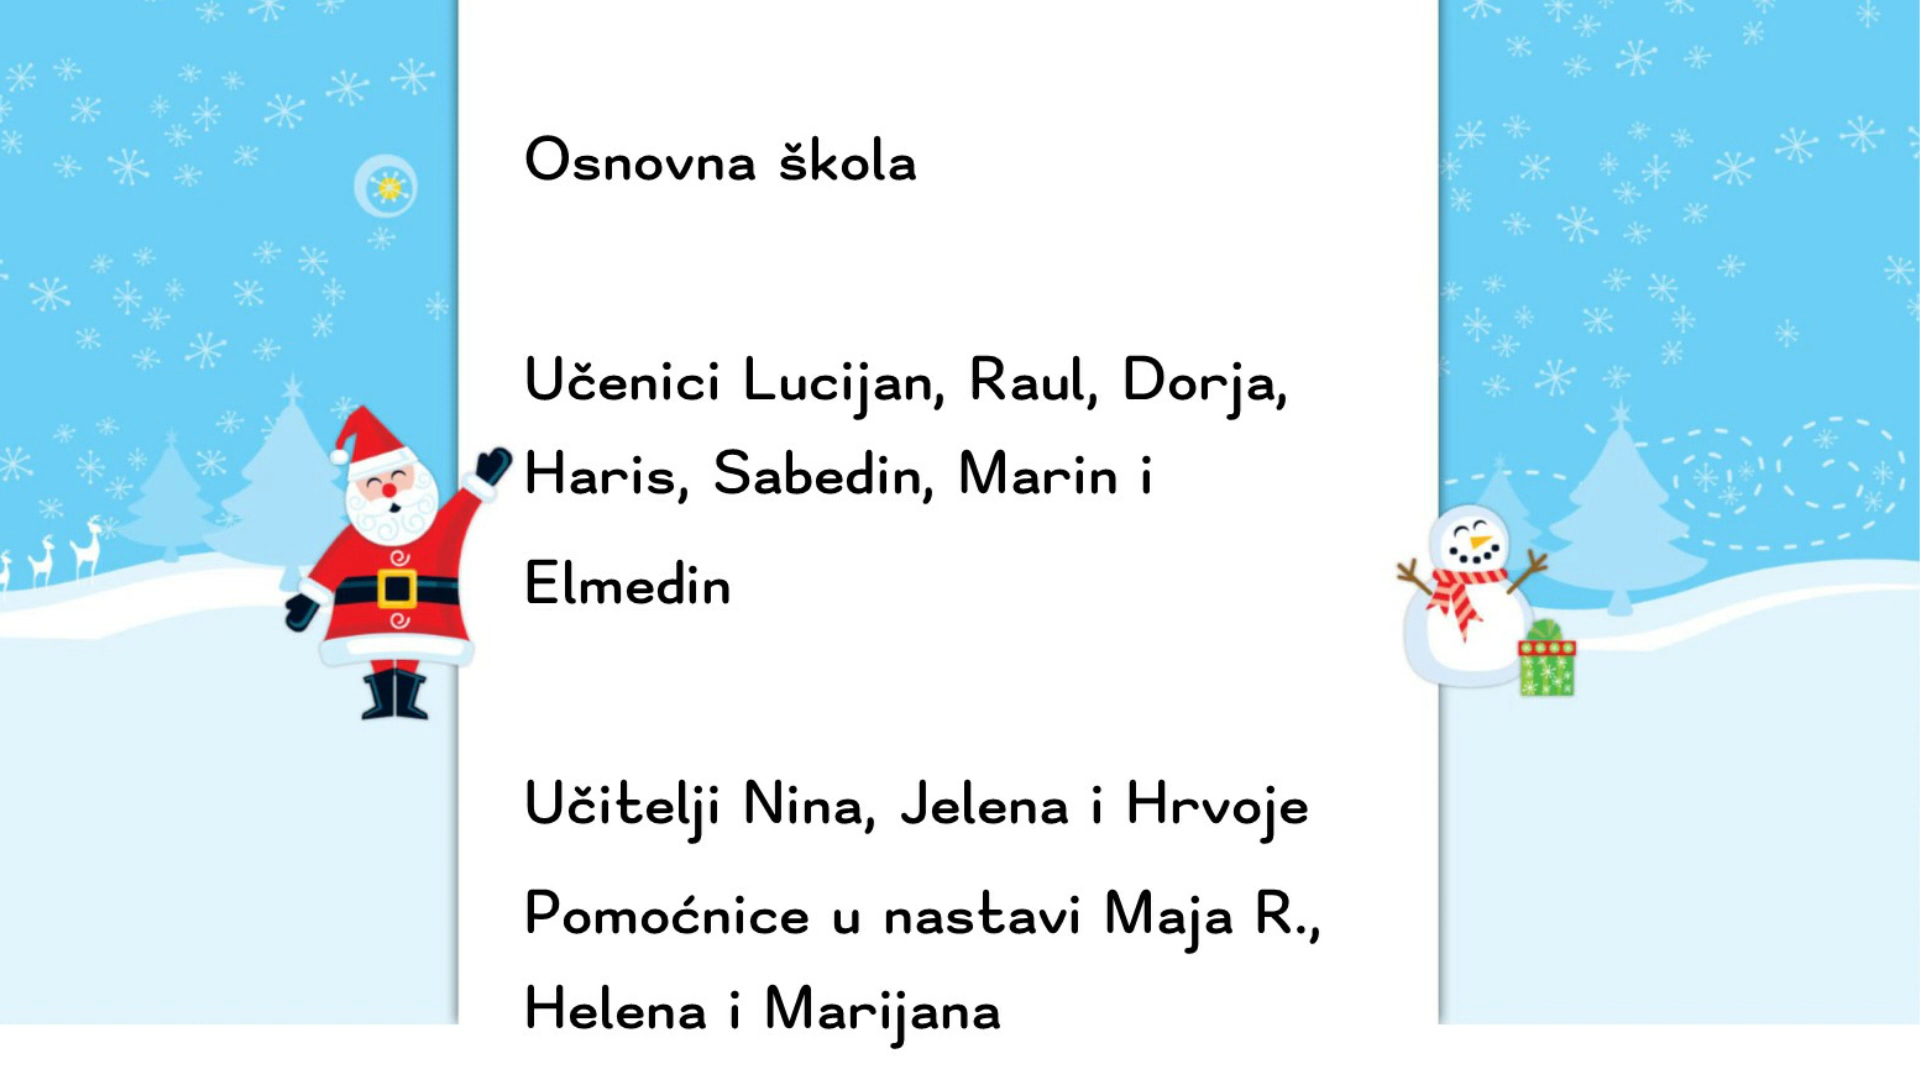 Osnovna škola
Učenici Lucijan, Raul, Dorja,
Haris, Sabedin, Marin i
Elmedin
Učitelji Nina, Jelena i Hrvoje
Pomoćnice u nastavi Maja R.,
Helena i Marijana